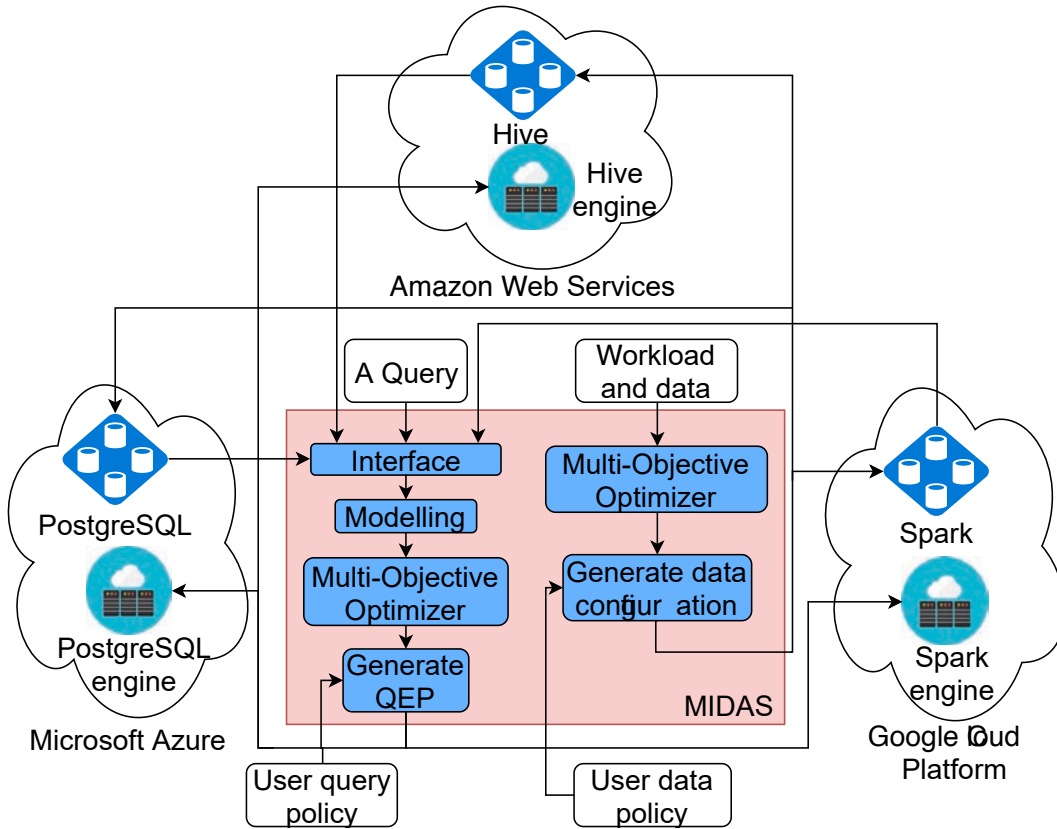 Hive
Hive
engine
Amazon Web Services
A Query
Workload
and data
Interface
Multi-Objective
Optimizer
Modelling
PostgreSQL
Spark
Multi-Objective
Optimizer
Generate data
configur ation
PostgreSQL
engine
Generate
QEP
Spark
engine
MIDAS
Microsoft Azure
Google Cloud
Platform
User query
policy
User data
policy